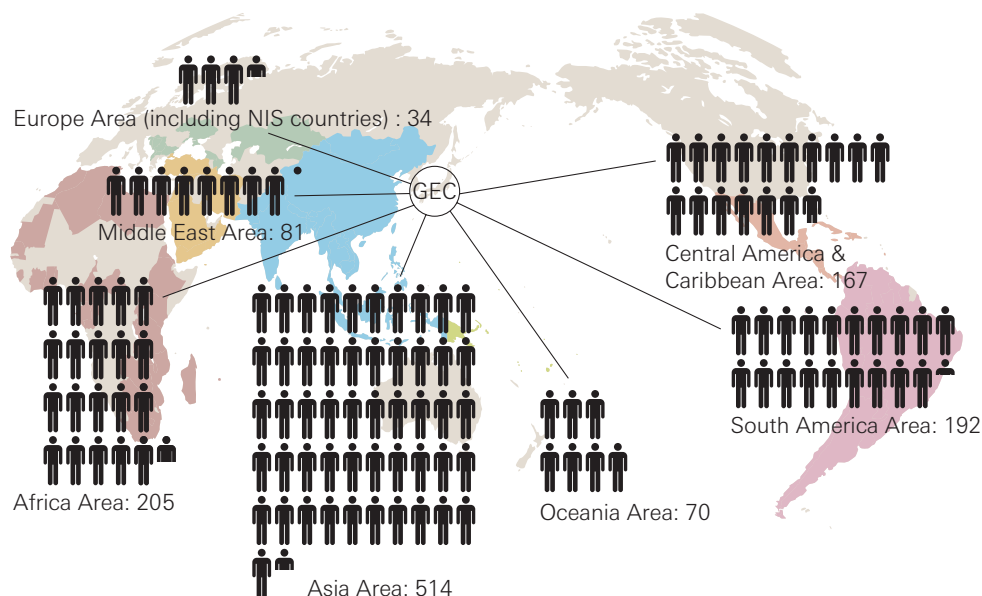 Europe Area (including NIS countries) : 34
GEC
Middle East Area: 81
Central America &
Caribbean Area: 167
South America Area: 192
Africa Area: 205
Oceania Area: 70
Asia Area: 514